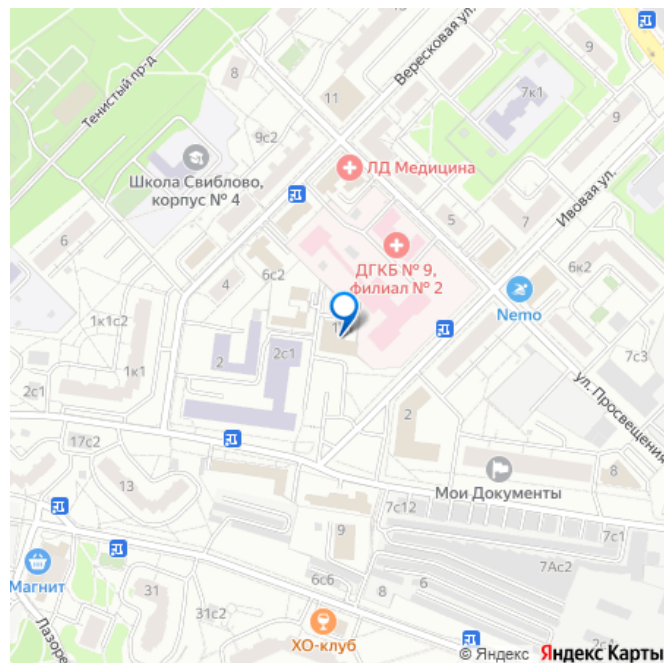 8
11
Вересковая ул.
9
7к1
9
Тенистый пр-д
9с2
ЛД Медицина
Школа Свиблово,
корпус № 4
5
7
Ивовая ул.
6
ДГКБ № 9,
филиал № 2
6с2
4
6к2
Nemo
1к1с2
2
2с1
7с3
1к1
2с1
2
ул. Просвещения
17с2
8
13
Мои Документы
7с12
9
7с1
Магнит
31
6с6
8
6
7Ас2
31с2
ХО-клуб
Лазоре
© Яндекс Яндекс Карты